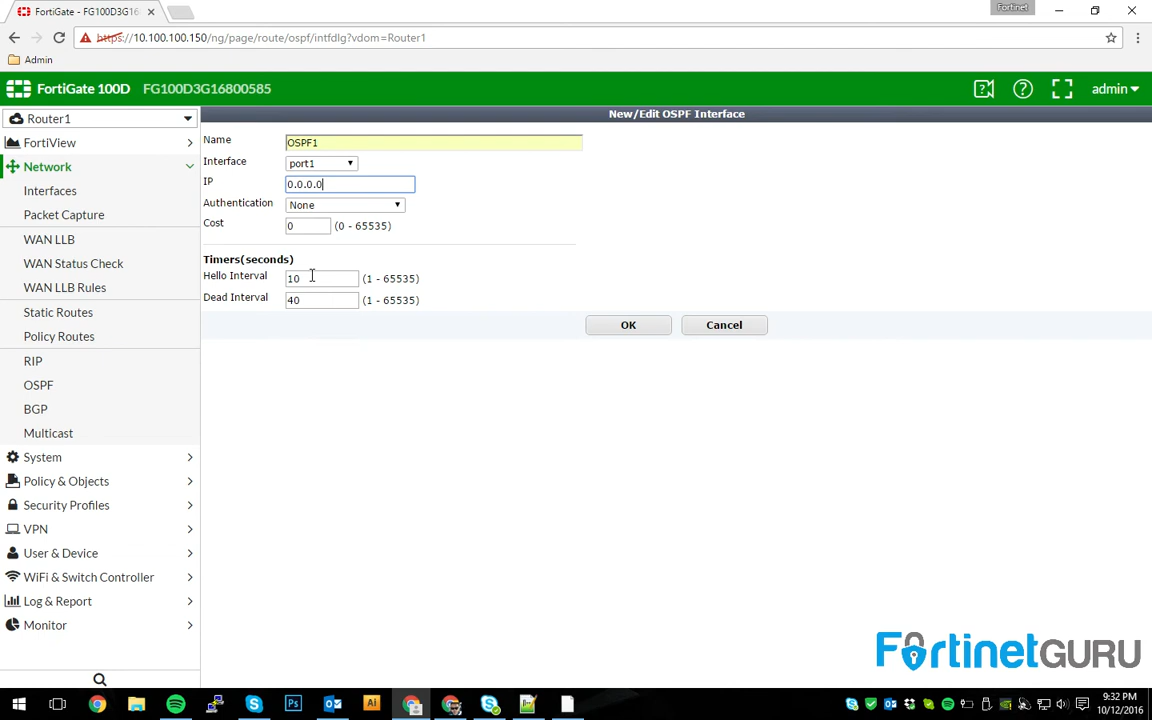 FortiGate - FG100D3G16
Fortinet
https://10.100.100.150/ng/page/route/ospf/intfdlg?vdom=Router1
Admin
FortiGate 100D FG100D3G16800585
admin
Router1
New/Edit OSPF Interface
FortiView
Network
Interfaces
Packet Capture
WAN LLB
WAN Status Check
WAN LLB Rules
Static Routes
Policy Routes
RIP
OSPF
BGP
Multicast
System
Policy & Objects
Security Profiles
VPN
User & Device
WiFi & Switch Controller
Log & Report
Monitor
Name OSPF1
Interface port1
IP 0.0.0.0
Authentication None
Cost 0 (0 - 65535)
Timers(seconds)
Hello Interval 10 (1 - 65535)
Dead Interval 40 (1 - 65535)
OK Cancel
FortinetGURU
9:32 PM
10/12/2016